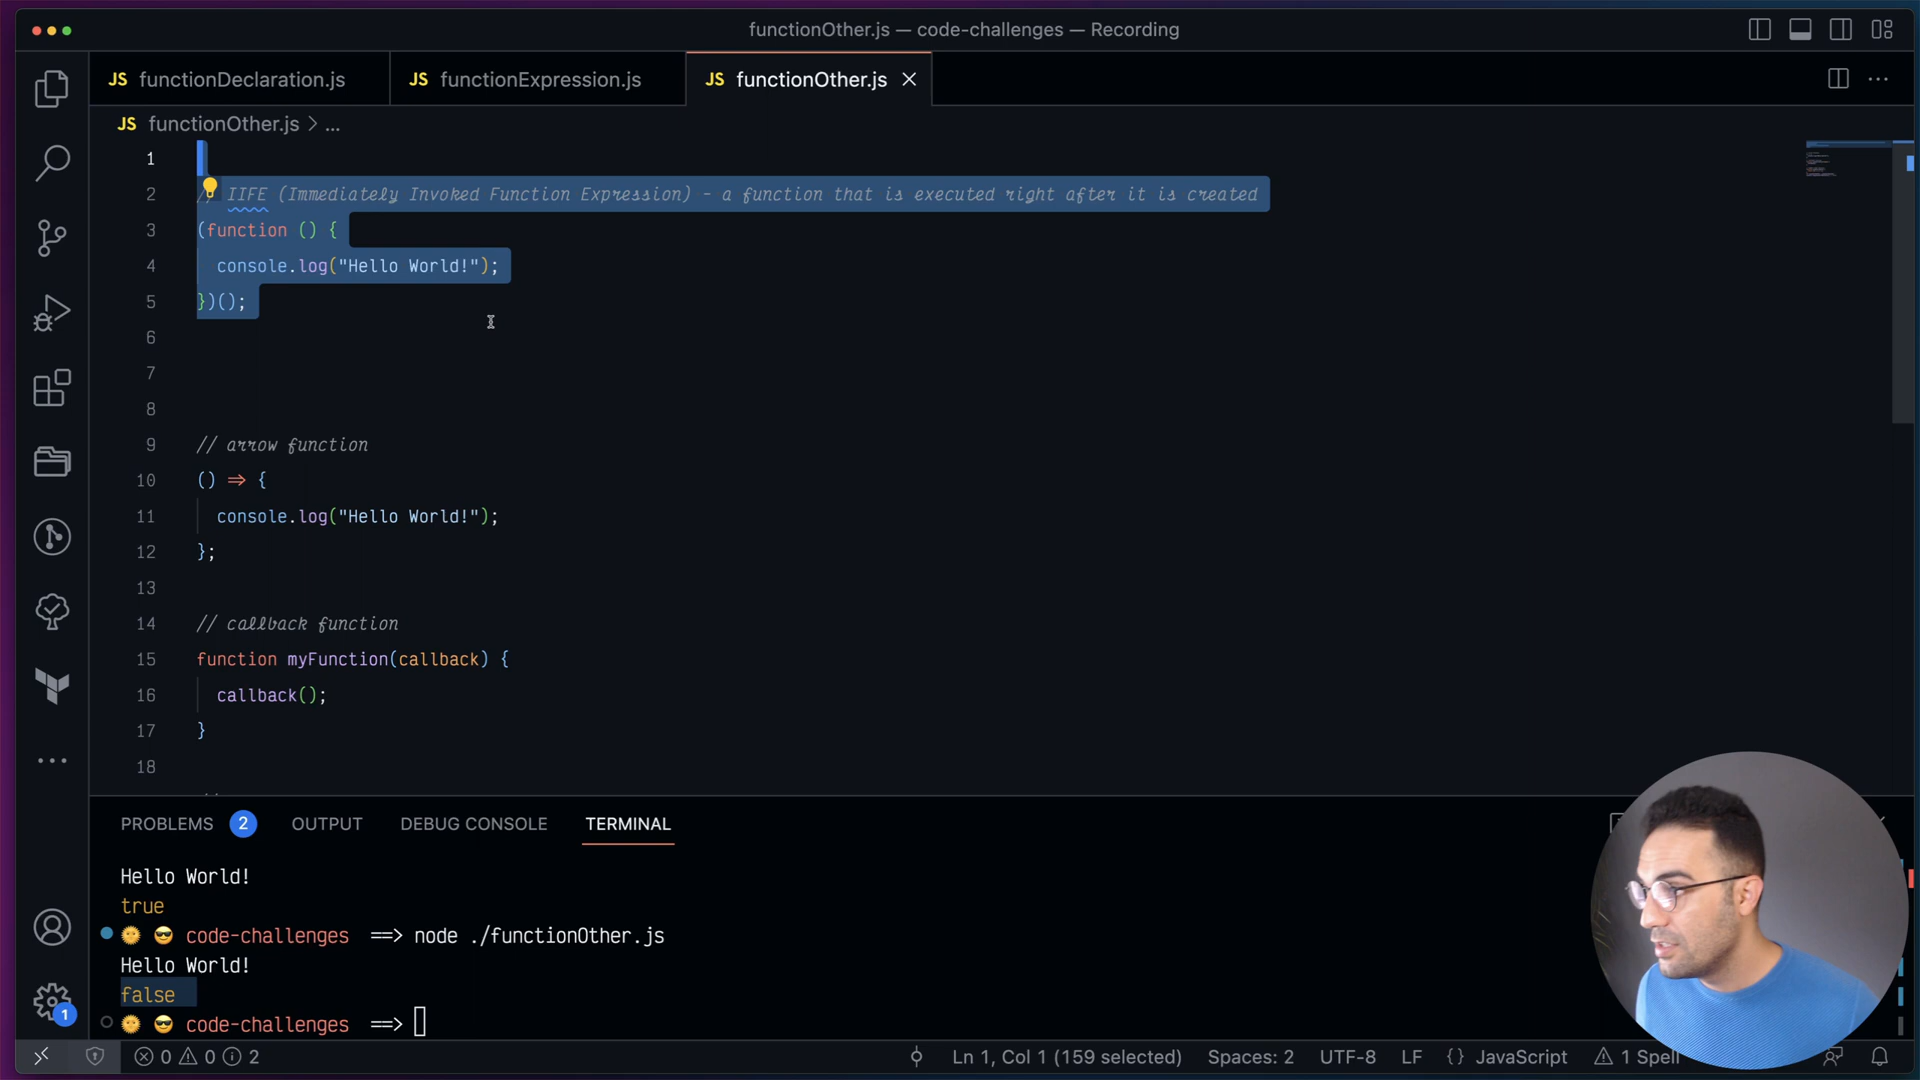 functionOther.js — code-challenges — Recording
JS functionDeclaration.js
JS functionExpression.js
JS functionOther.js
JS functionOther.js > ...
1
2 // IIFE (Immediately Invoked Function Expression) - a function that is executed right after it is created
3 (function () {
4 console.log("Hello World!");
5 })();
6
7
8
9 // arrow function
10 () => {
11 console.log("Hello World!");
12 };
13
14 // callback function
15 function myFunction(callback) {
16 callback();
17 }
18
PROBLEMS 2 OUTPUT DEBUG CONSOLE TERMINAL
Hello World!
true
code-challenges ==> node ./functionOther.js
Hello World!
false
code-challenges ==>
1
0 0 2 Ln 1, Col 1 (159 selected) Spaces: 2 UTF-8 LF {} JavaScript 1 Spell